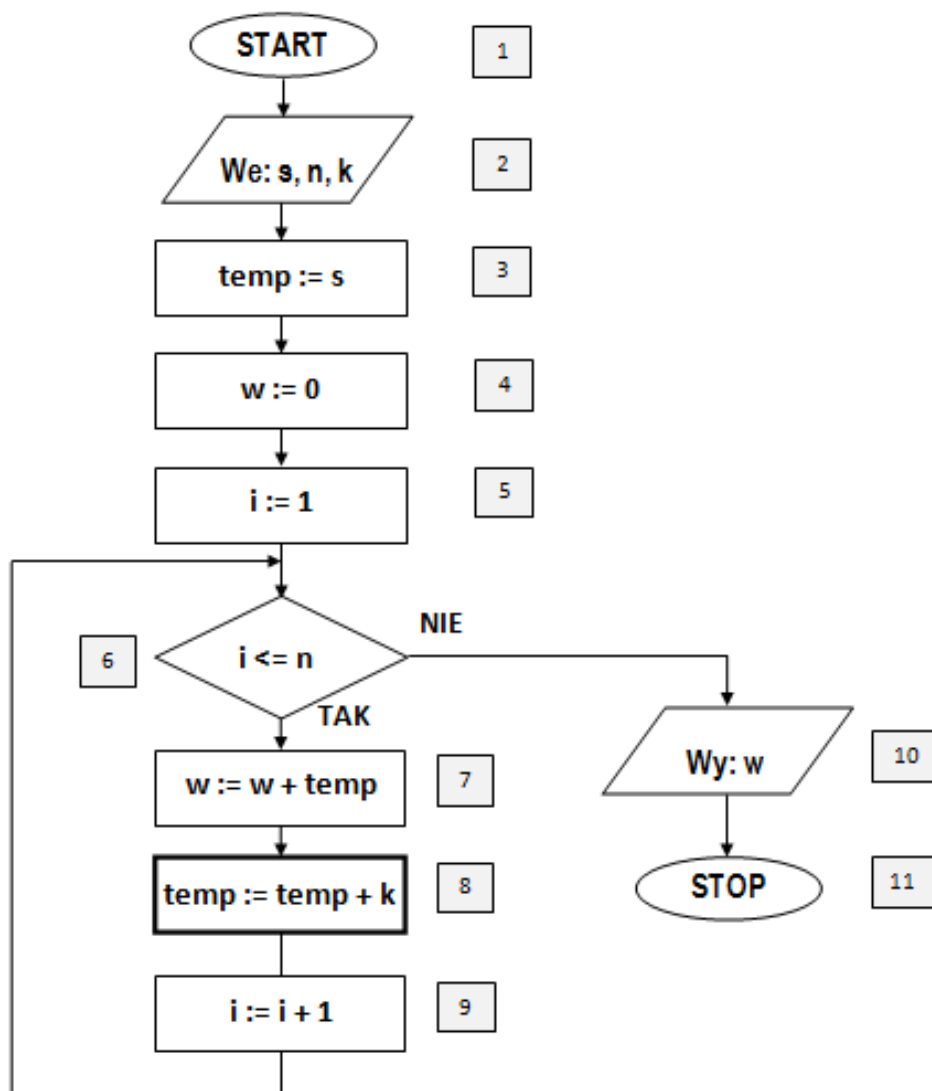 START
1
We: s, n, k
2
temp := s
3
w := 0
4
i := 1
5
6
i <= n
NIE
TAK
w := w + temp
7
Wy: w
10
temp := temp + k
8
STOP
11
i := i + 1
9